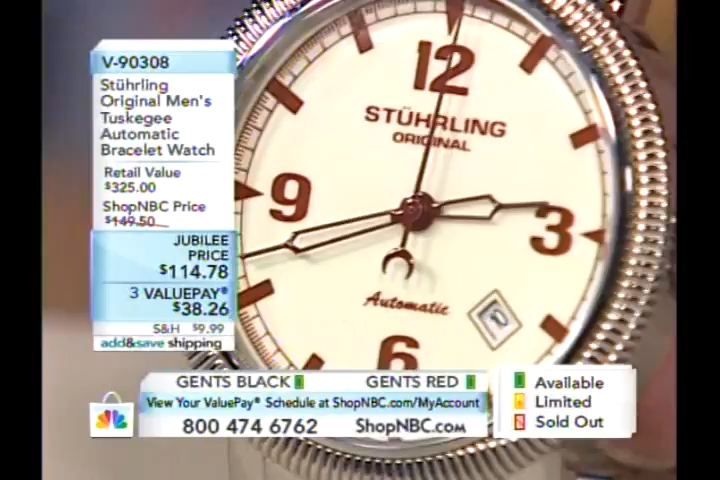 V-90308
Stührling
Original Men's
Tuskegee
Automatic
Bracelet Watch
Retail Value
$325.00
ShopNBC Price
$149.50
JUBILEE
PRICE
$114.78
3 VALUEPAY®
$38.26
S&H $9.99
add&save shipping
12
STÜHRLING
ORIGINAL
9
3
Automatic
6
GENTS BLACK GENTS RED
View Your ValuePay® Schedule at ShopNBC.com/MyAccount
800 474 6762 ShopNBC.com
Available
Limited
Sold Out